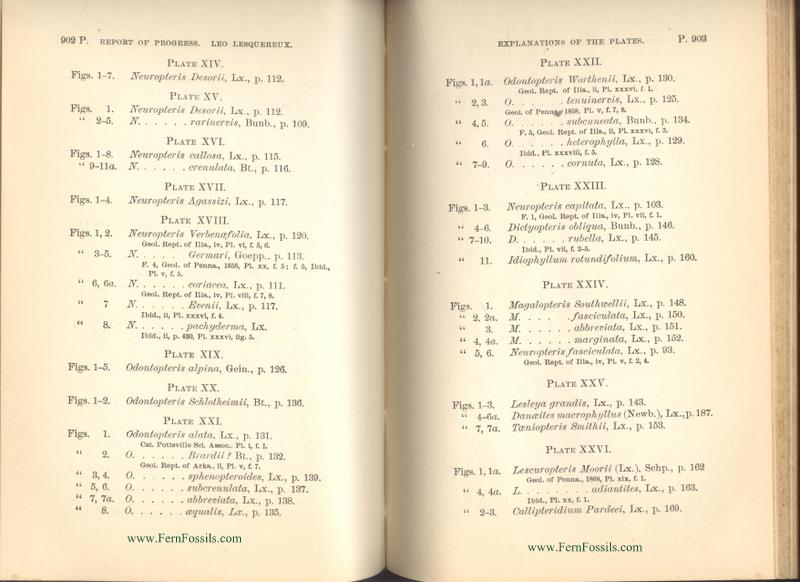 902 P. REPORT OF PROGRESS. LEO LESQUEREUX.
PLATE XIV.
Figs. 1-7. Neuropteris Desorii, Lx., p. 112.
PLATE XV.
Figs. 1. Neuropteris Desorii, Lx., p. 112.
" 2-5. N. . . . . . rarinervis, Bunb., p. 109.
PLATE XVI.
Figs. 1-8. Neuropteris callosa, Lx., p. 115.
" 9-11a. N. . . . . . crenulata, Bt., p. 116.
PLATE XVII.
Figs. 1-4. Neuropteris Agassizi, Lx., p. 117.
PLATE XVIII.
Figs. 1, 2. Neuropteris Verbenæfolia, Lx., p. 120.
Geol. Rept. of Ills., iv, Pl. vi, f. 5, 6.
" 3-5. N. . . . . . Germari, Goepp., p. 113.
F. 4, Geol. of Penna., 1858, Pl. xx, f. 5; f. 5, Ibid.,
Pl. v, f. 5.
" 6, 6a. N. . . . . . coriacea, Lx., p. 111.
Geol. Rept. of Ills., iv, Pl. viii, f. 7, 8.
" 7 N. . . . . . Evenii, Lx., p. 117.
Ibid., ii, Pl. xxxvi, f. 4.
" 8. N. . . . . . pachyderma, Lx.
Ibid., ii, p. 430, Pl. xxxvi, fig. 5.
PLATE XIX.
Figs. 1-5. Odontopteris alpina, Gein., p. 126.
PLATE XX.
Figs. 1-2. Odontopteris Schlotheimii, Bt., p. 136.
PLATE XXI.
Figs. 1. Odontopteris alata, Lx., p. 131.
Cat. Pottsville Sci. Assoc.. Pl. i, f. 1.
" 2. O. . . . . . . Brardii ? Bt., p. 132.
Geol. Rept. of Arks., ii, Pl. v, f. 7.
" 3, 4. O. . . . . . . sphenopteroides, Lx., p. 139.
" 5, 6. O. . . . . . . subcrenulata, Lx., p. 137.
" 7, 7a. O. . . . . . . abbreviata, Lx., p. 138.
" 8. O. . . . . . . æqualis, Lx., p. 135.
www.FernFossils.com
EXPLANATIONS OF THE PLATES. P. 903
PLATE XXII.
Figs. 1, 1a. Odontopteris Worthenii, Lx., p. 130.
Geol. Rept. of Ills., ii, Pl. xxxvi, f. 1.
" 2, 3. O. . . . . . tenuinervis, Lx., p. 125.
Geol. of Penna 1858, Pl. v, f. 7, 8.
" 4, 5. O. . . . . . . subcuneata, Bunb., p. 134.
F. 5, Geol. Rept. of Ills., ii, Pl. xxxvi, f. 3.
" 6. O. . . . . . . heterophylla, Lx., p. 129.
Ibid., Pl. xxxviii, f. 5.
" 7-9. O. . . . . . . cornuta, Lx., p. 128.
PLATE XXIII.
Figs. 1-3. Neuropteris capitata, Lx.. p. 103.
F. 1, Geol. Rept. of Ills., iv, Pl. vii, f. 1.
" 4-6. Dictyopteris obliqua, Bunb., p. 146.
" 7-10. D. . . . . . . rubella, Lx., p. 145.
Ibid., Pl. vii, f. 2-5.
" 11. Idiophyllum rotundifolium, Lx., p. 160.
PLATE XXIV.
Figs. 1. Magalopteris Southwellii, Lx., p. 148.
" 2, 2a. M. . . . . fasciculata, Lx., p. 150.
" 3. M. . . . . . abbreviata, Lx., p. 151.
" 4, 4a. M. . . . . . marginata, Lx., p. 152.
" 5, 6. Neuropteris fasciculata, Lx., p. 93.
Geol. Rept. of Ills., iv, Pl. v, f. 2, 4.
PLATE XXV.
Figs. 1-3. Lesleya grandis, Lx., p. 143.
" 4-6a. Danæites macrophyllus (Newb.), Lx.,p. 187.
" 7, 7a. Tæniopteris Smithii, Lx., p. 153.
PLATE XXVI.
Figs. 1, 1a. Lescuropteris Moorii (Lx.), Schp., p. 162
Geol. of Penna., 1868, Pl. xix, f. 1.
" 4, 4a. L. . . . . . . . adiantites, Lx., p. 163.
Ibid., Pl. xx, f. 1.
" 2-3. Callipteridium Pardeei, Lx., p. 169.
www.FernFossils.com